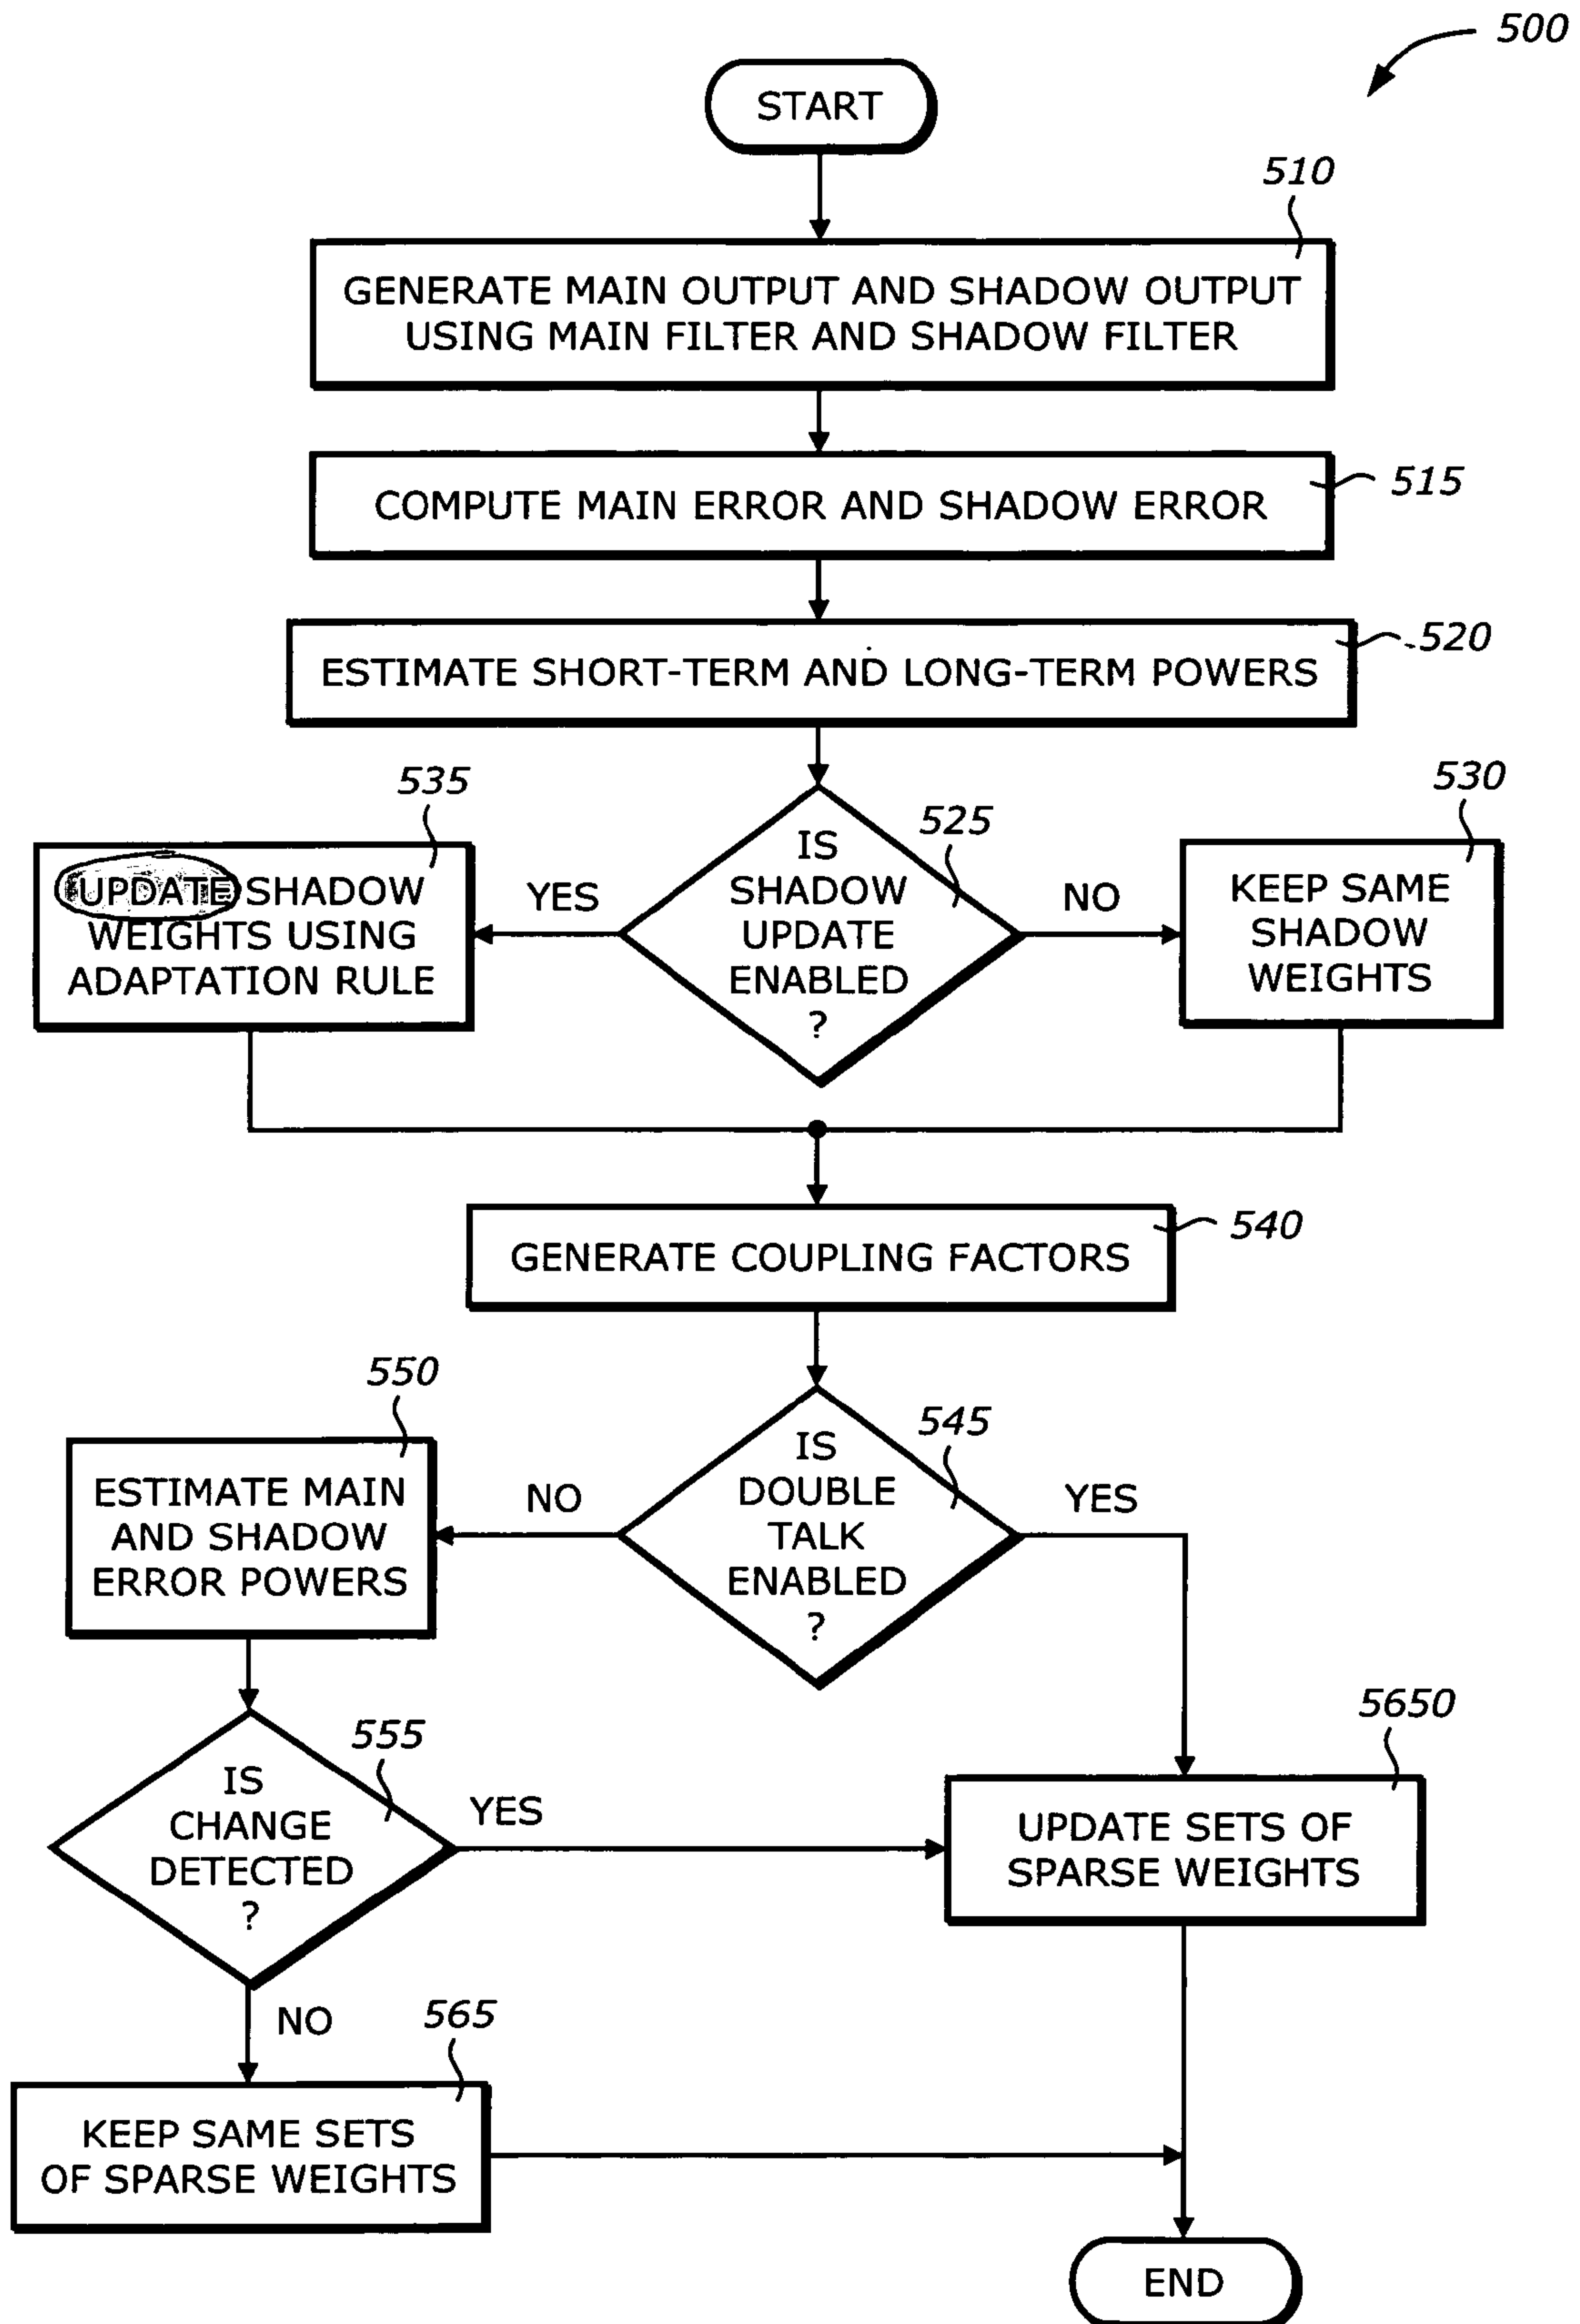 500
START
510
GENERATE MAIN OUTPUT AND SHADOW OUTPUT
USING MAIN FILTER AND SHADOW FILTER
COMPUTE MAIN ERROR AND SHADOW ERROR
515
ESTIMATE SHORT-TERM AND LONG-TERM POWERS
520
535
525
530
IS
SHADOW
UPDATE
ENABLED
?
YES
NO
UPDATE SHADOW
WEIGHTS USING
ADAPTATION RULE
KEEP SAME
SHADOW
WEIGHTS
540
GENERATE COUPLING FACTORS
550
545
IS
DOUBLE
TALK
ENABLED
?
NO
YES
ESTIMATE MAIN
AND SHADOW
ERROR POWERS
555
5650
IS
CHANGE
DETECTED
?
YES
UPDATE SETS OF
SPARSE WEIGHTS
NO
565
KEEP SAME SETS
OF SPARSE WEIGHTS
END